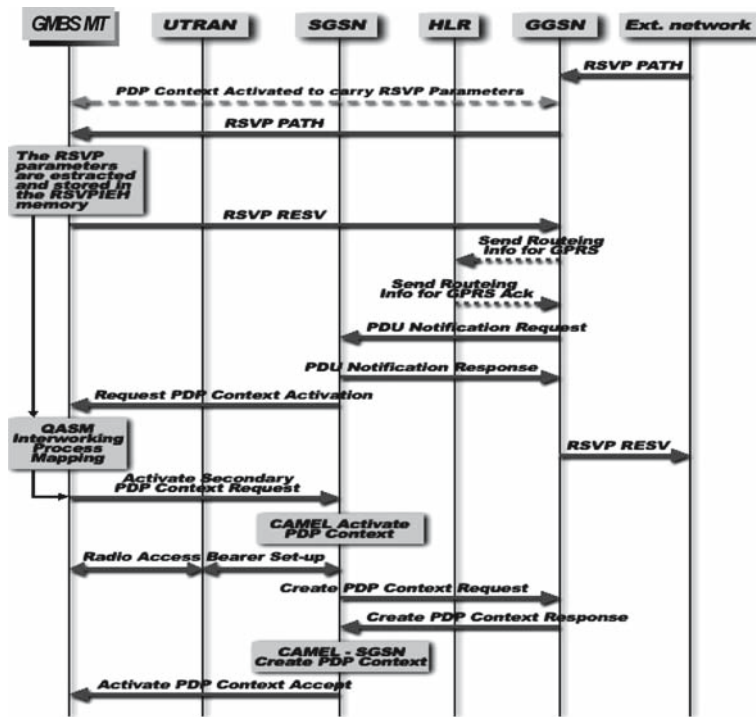 GMBS MT UTRAN SGSN HLR GGSN Ext. network
RSVP PATH
PDP Context Activated to carry RSVP Parameters
RSVP PATH
The RSVP
parameters
are estracted
and stored in
the RSVPIEH
memory
RSVP RESV
Send Routeing
Info for GPRS
Send Routeing
Info for GPRS Ack
PDU Notification Request
PDU Notification Response
Request PDP Context Activation
QASM
Interworking
Process
Mapping
RSVP RESV
Activate Secondary
PDP Context Request
CAMEL Activate
PDP Context
Radio Access Bearer Set-up
Create PDP Context Request
Create PDP Context Response
CAMEL - SGSN
Create PDP Context
Activate PDP Context Accept